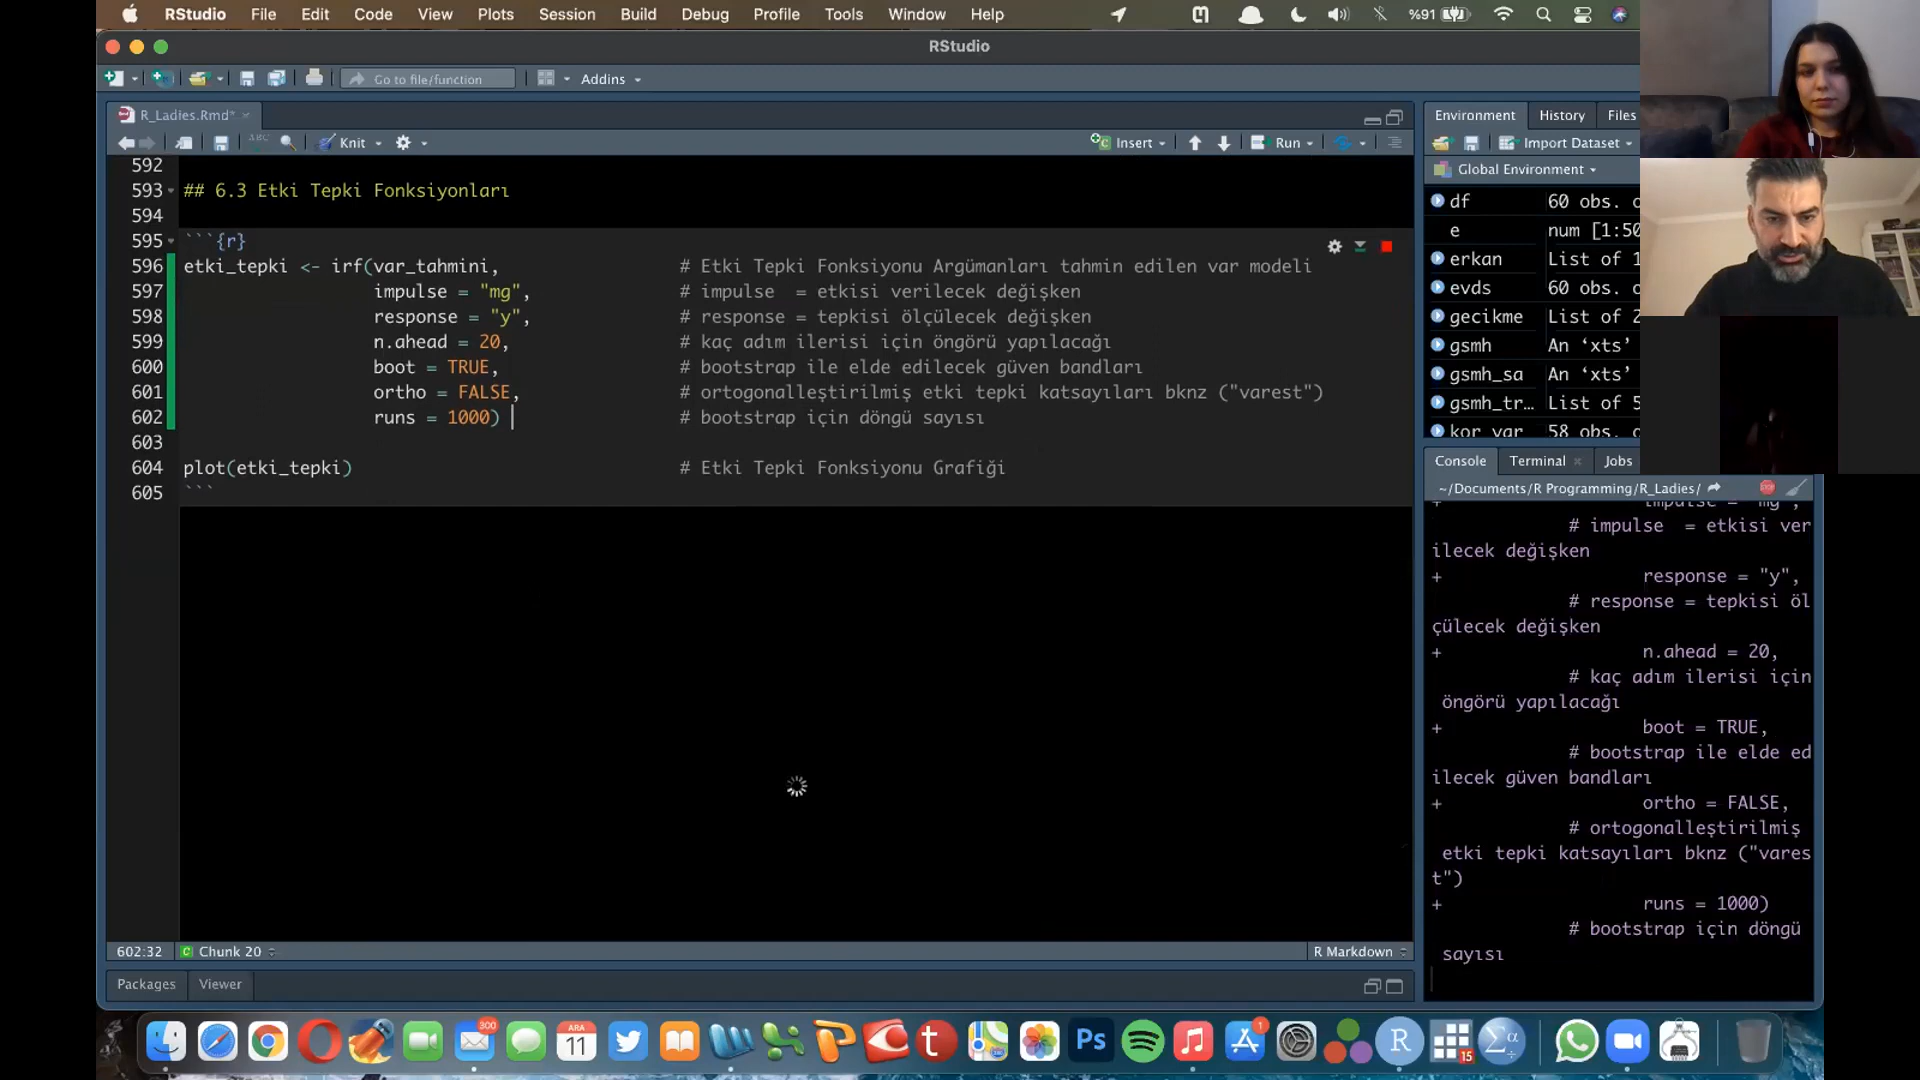 RStudio File Edit Code View Plots Session Build Debug Profile Tools Window Help %91
RStudio
Go to file/function Addins
R_Ladies.Rmd*
Knit Insert Run
592
593 ## 6.3 Etki Tepki Fonksiyonları
594
595 ```{r}
596 etki_tepki <- irf(var_tahmini, # Etki Tepki Fonksiyonu Argümanları tahmin edilen var modeli
597 impulse = "mg", # impulse = etkisi verilecek değişken
598 response = "y", # response = tepkisi ölçülecek değişken
599 n.ahead = 20, # kaç adım ilerisi için öngörü yapılacağı
600 boot = TRUE, # bootstrap ile elde edilecek güven bandları
601 ortho = FALSE, # ortogonalleştirilmiş etki tepki katsayıları bknz ("varest")
602 runs = 1000) # bootstrap için döngü sayısı
603
604 plot(etki_tepki) # Etki Tepki Fonksiyonu Grafiği
605 ```
602:32 Chunk 20 R Markdown
Packages Viewer
Environment History Files
Import Dataset
Global Environment
df 60 obs. o
e num [1:50
erkan List of 1
evds 60 obs. o
gecikme List of 2
gsmh An ‘xts’
gsmh_sa An ‘xts’
gsmh_tr… List of 5
kor_var 58 obs. o
Console Terminal Jobs
~/Documents/R Programming/R_Ladies/
+ impulse = "mg",
# impulse = etkisi ver
ilecek değişken
+ response = "y",
# response = tepkisi öl
çülecek değişken
+ n.ahead = 20,
# kaç adım ilerisi için
öngörü yapılacağı
+ boot = TRUE,
# bootstrap ile elde ed
ilecek güven bandları
+ ortho = FALSE,
# ortogonalleştirilmiş
etki tepki katsayıları bknz ("vares
t")
+ runs = 1000)
# bootstrap için döngü
sayısı
300
ARA
11
Ps
1
R
15
Σα